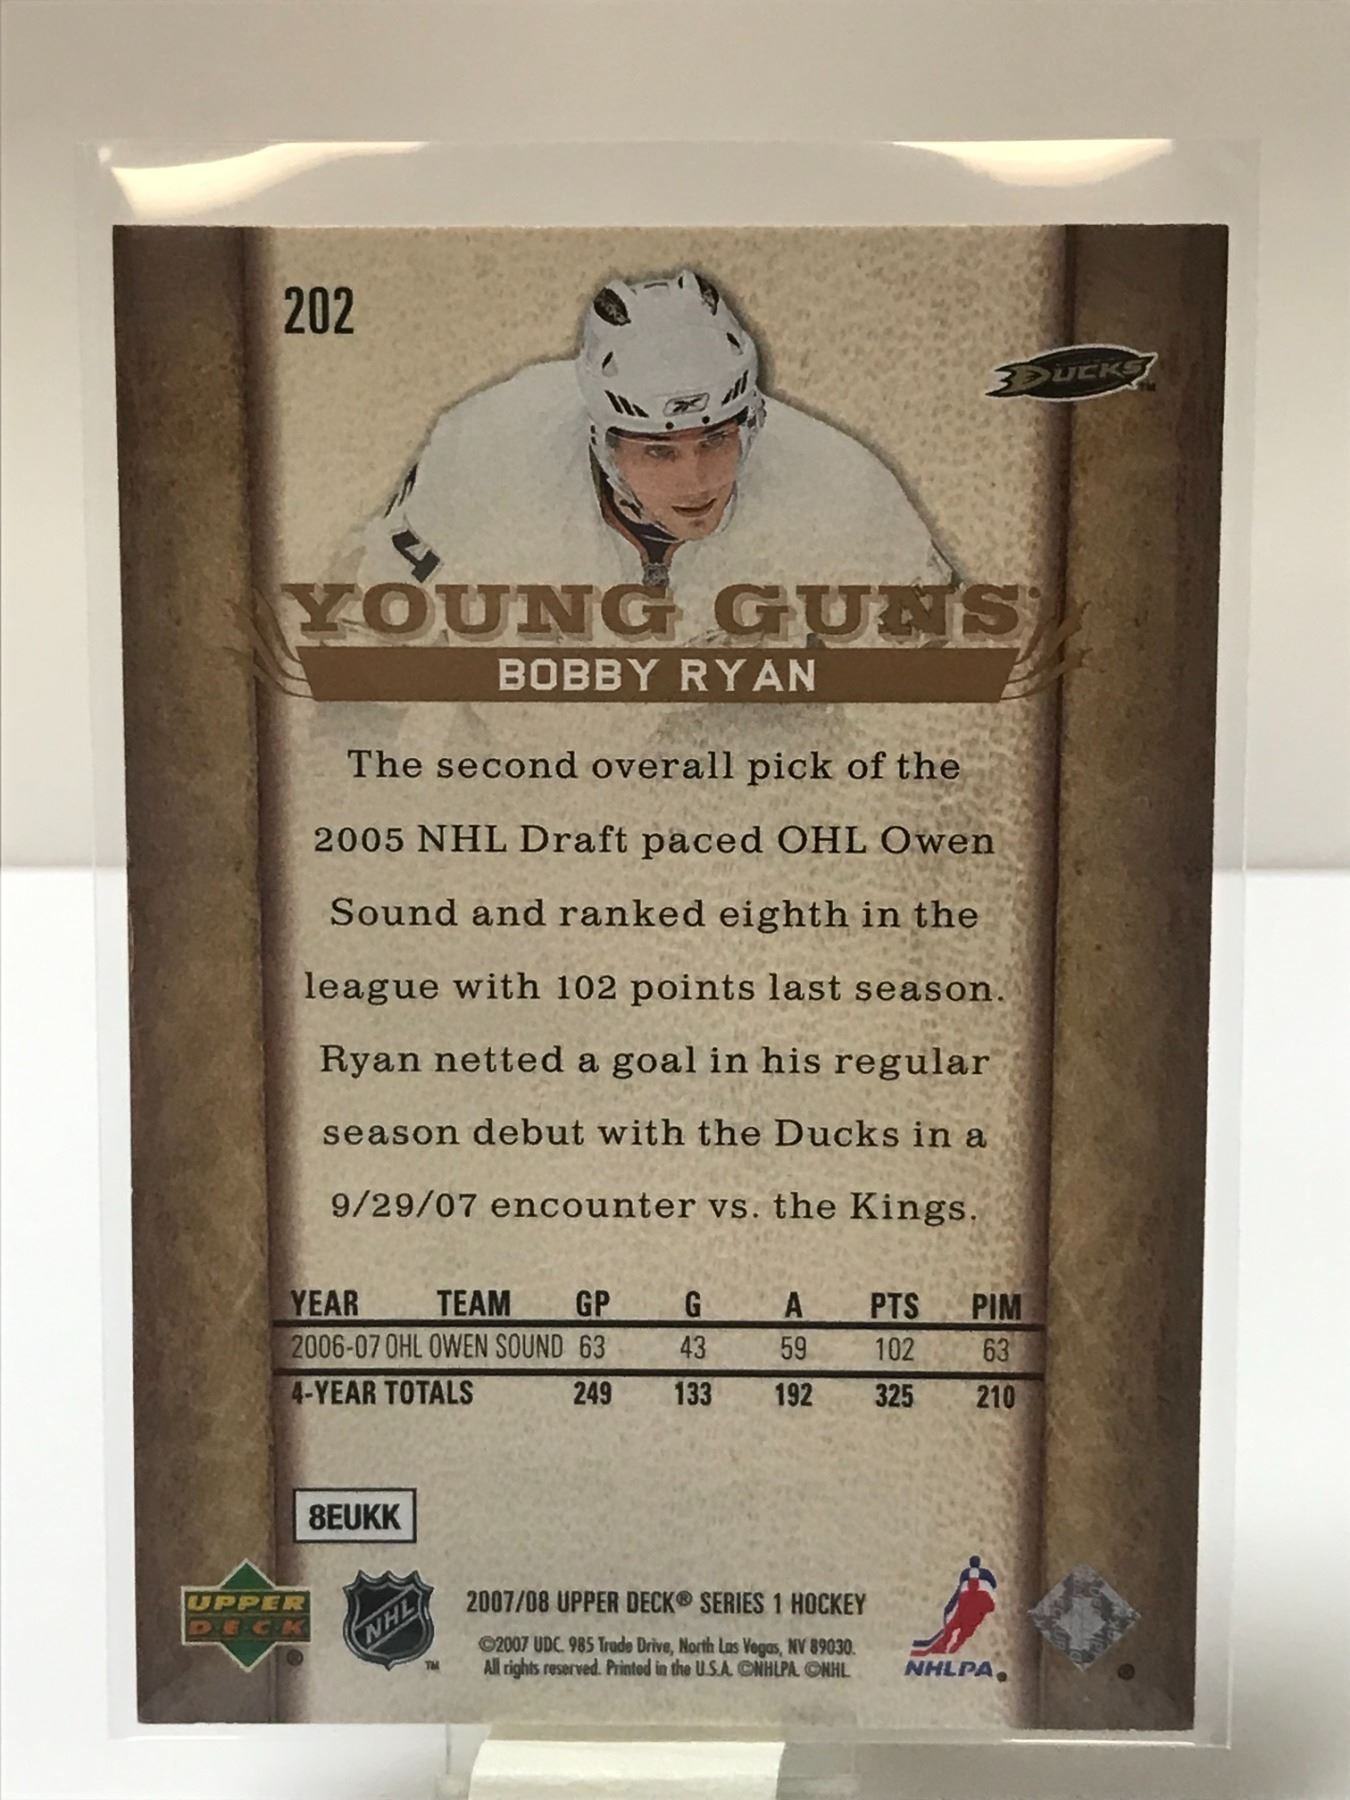 202
DUCKS™
YOUNG GUNS
BOBBY RYAN
The second overall pick of the
2005 NHL Draft paced OHL Owen
Sound and ranked eighth in the
league with 102 points last season.
Ryan netted a goal in his regular
season debut with the Ducks in a
9/29/07 encounter vs. the Kings.
YEAR TEAM GP G A PTS PIM
2006-07 OHL OWEN SOUND 63 43 59 102 63
4-YEAR TOTALS 249 133 192 325 210
8EUKK
UPPER
DECK®
NHL™
2007/08 UPPER DECK® SERIES 1 HOCKEY
©2007 UDC. 985 Trade Drive, North Las Vegas, NV 89030.
All rights reserved. Printed in the U.S.A. ©NHLPA. ©NHL.
NHLPA®